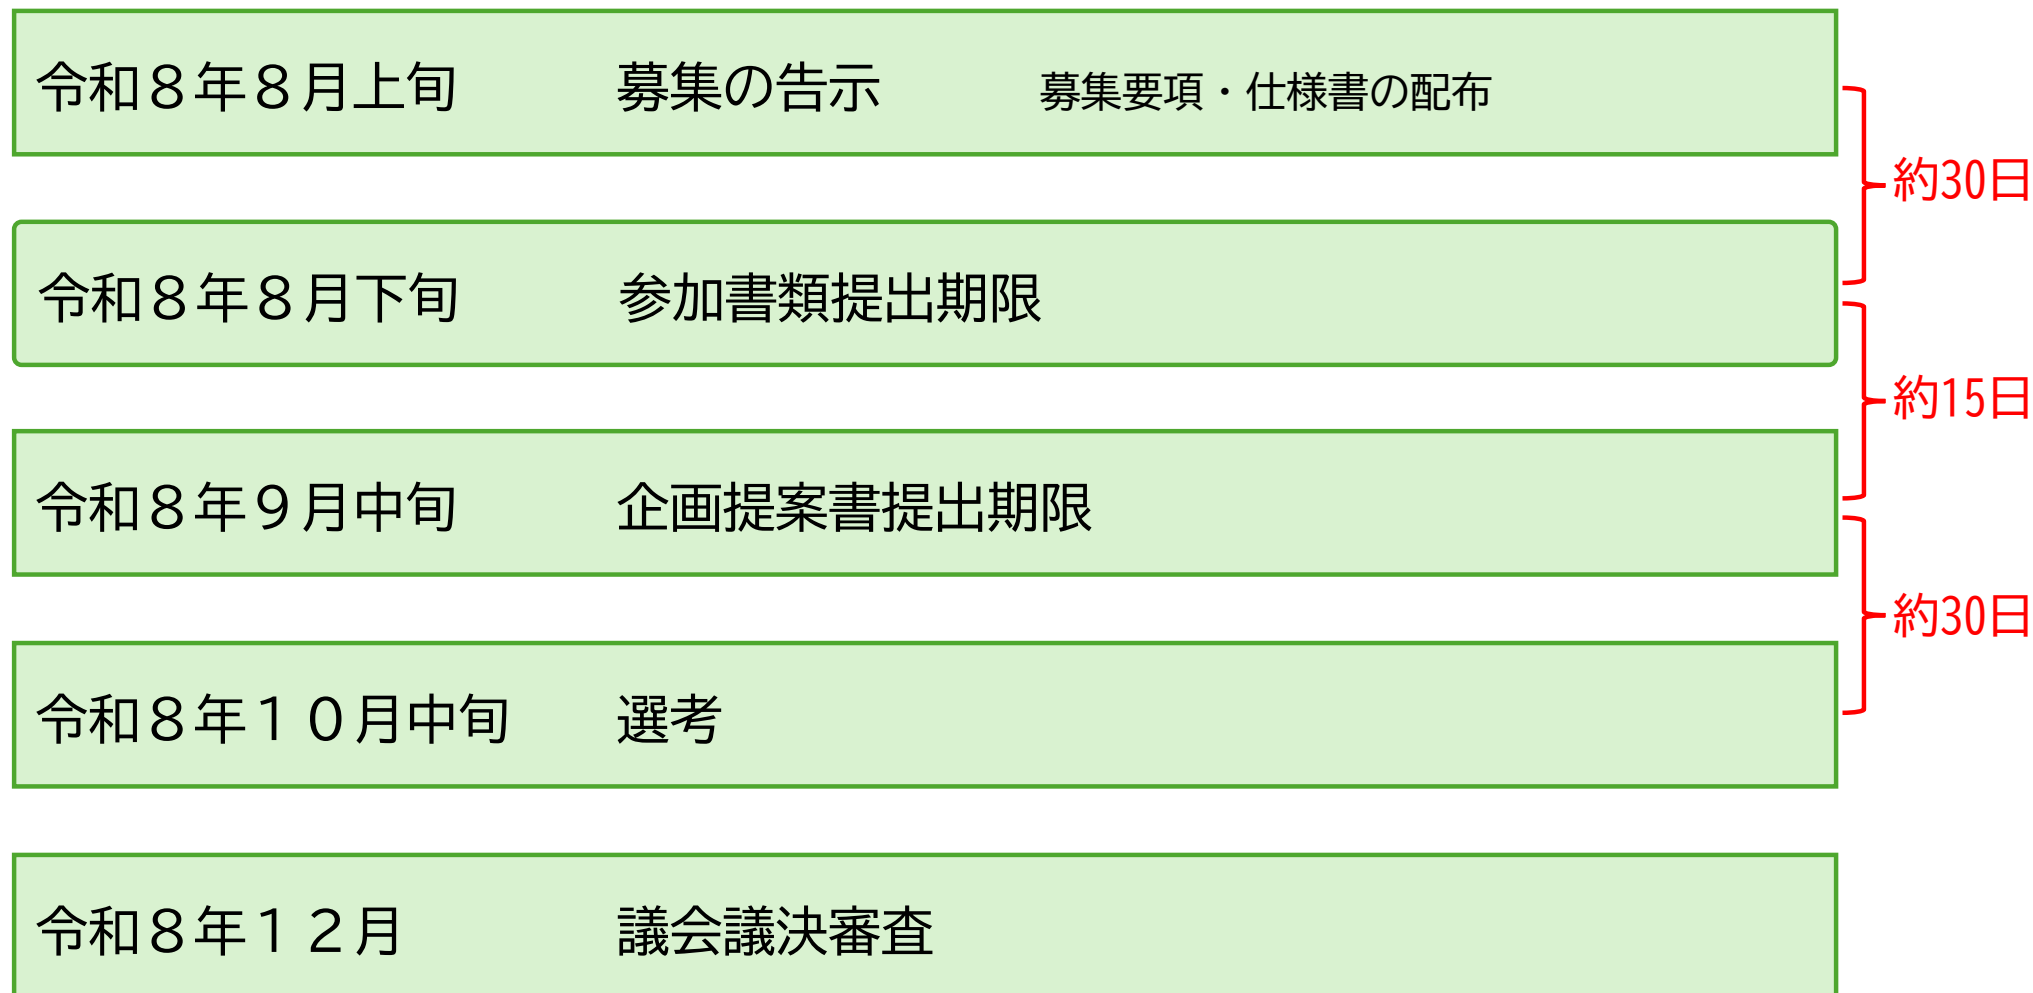 令和８年８月上旬　募集の告示　募集要項・仕様書の配布
約30日
令和８年８月下旬　参加書類提出期限
約15日
令和８年９月中旬　企画提案書提出期限
約30日
令和８年１０月中旬　選考
令和８年１２月　議会議決審査